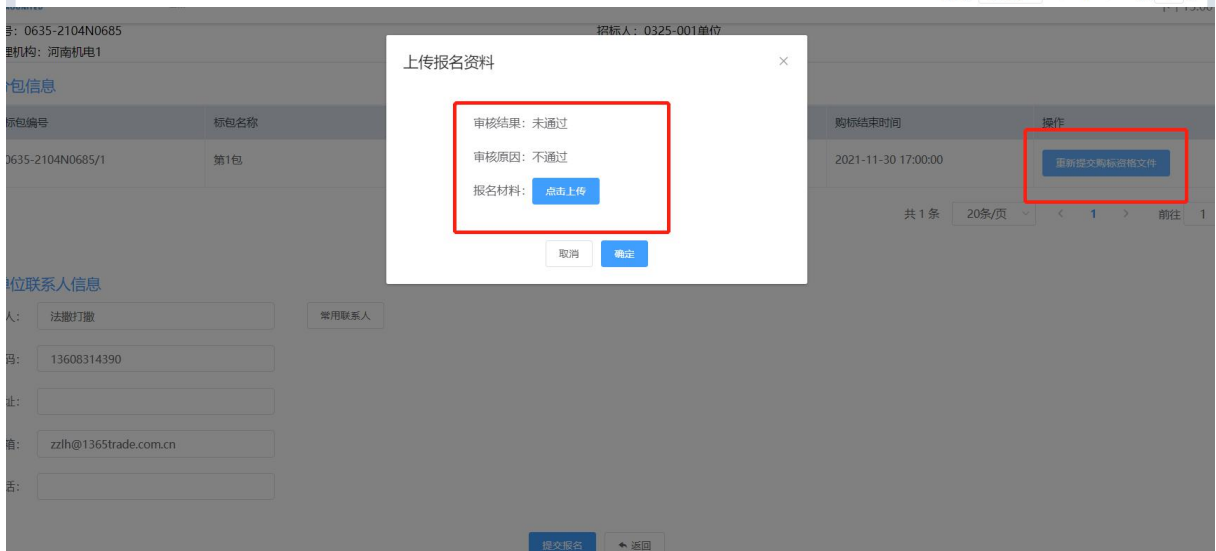 号：0635-2104N0685 招标人：0325-001单位
理机构：河南机电1
上传报名资料
包信息
标包编号 标包名称 购标结束时间 操作
审核结果：未通过
审核原因：不通过
0635-2104N0685/1 第1包 2021-11-30 17:00:00 重新提交购标资格文件
报名材料： 点击上传
共 1 条 20条/页 1 前往 1
取消 确定
单位联系人信息
人： 法撒打撒 常用联系人
码： 13608314390
址：
箱： zzlh@1365trade.com.cn
话：
提交报名 返回